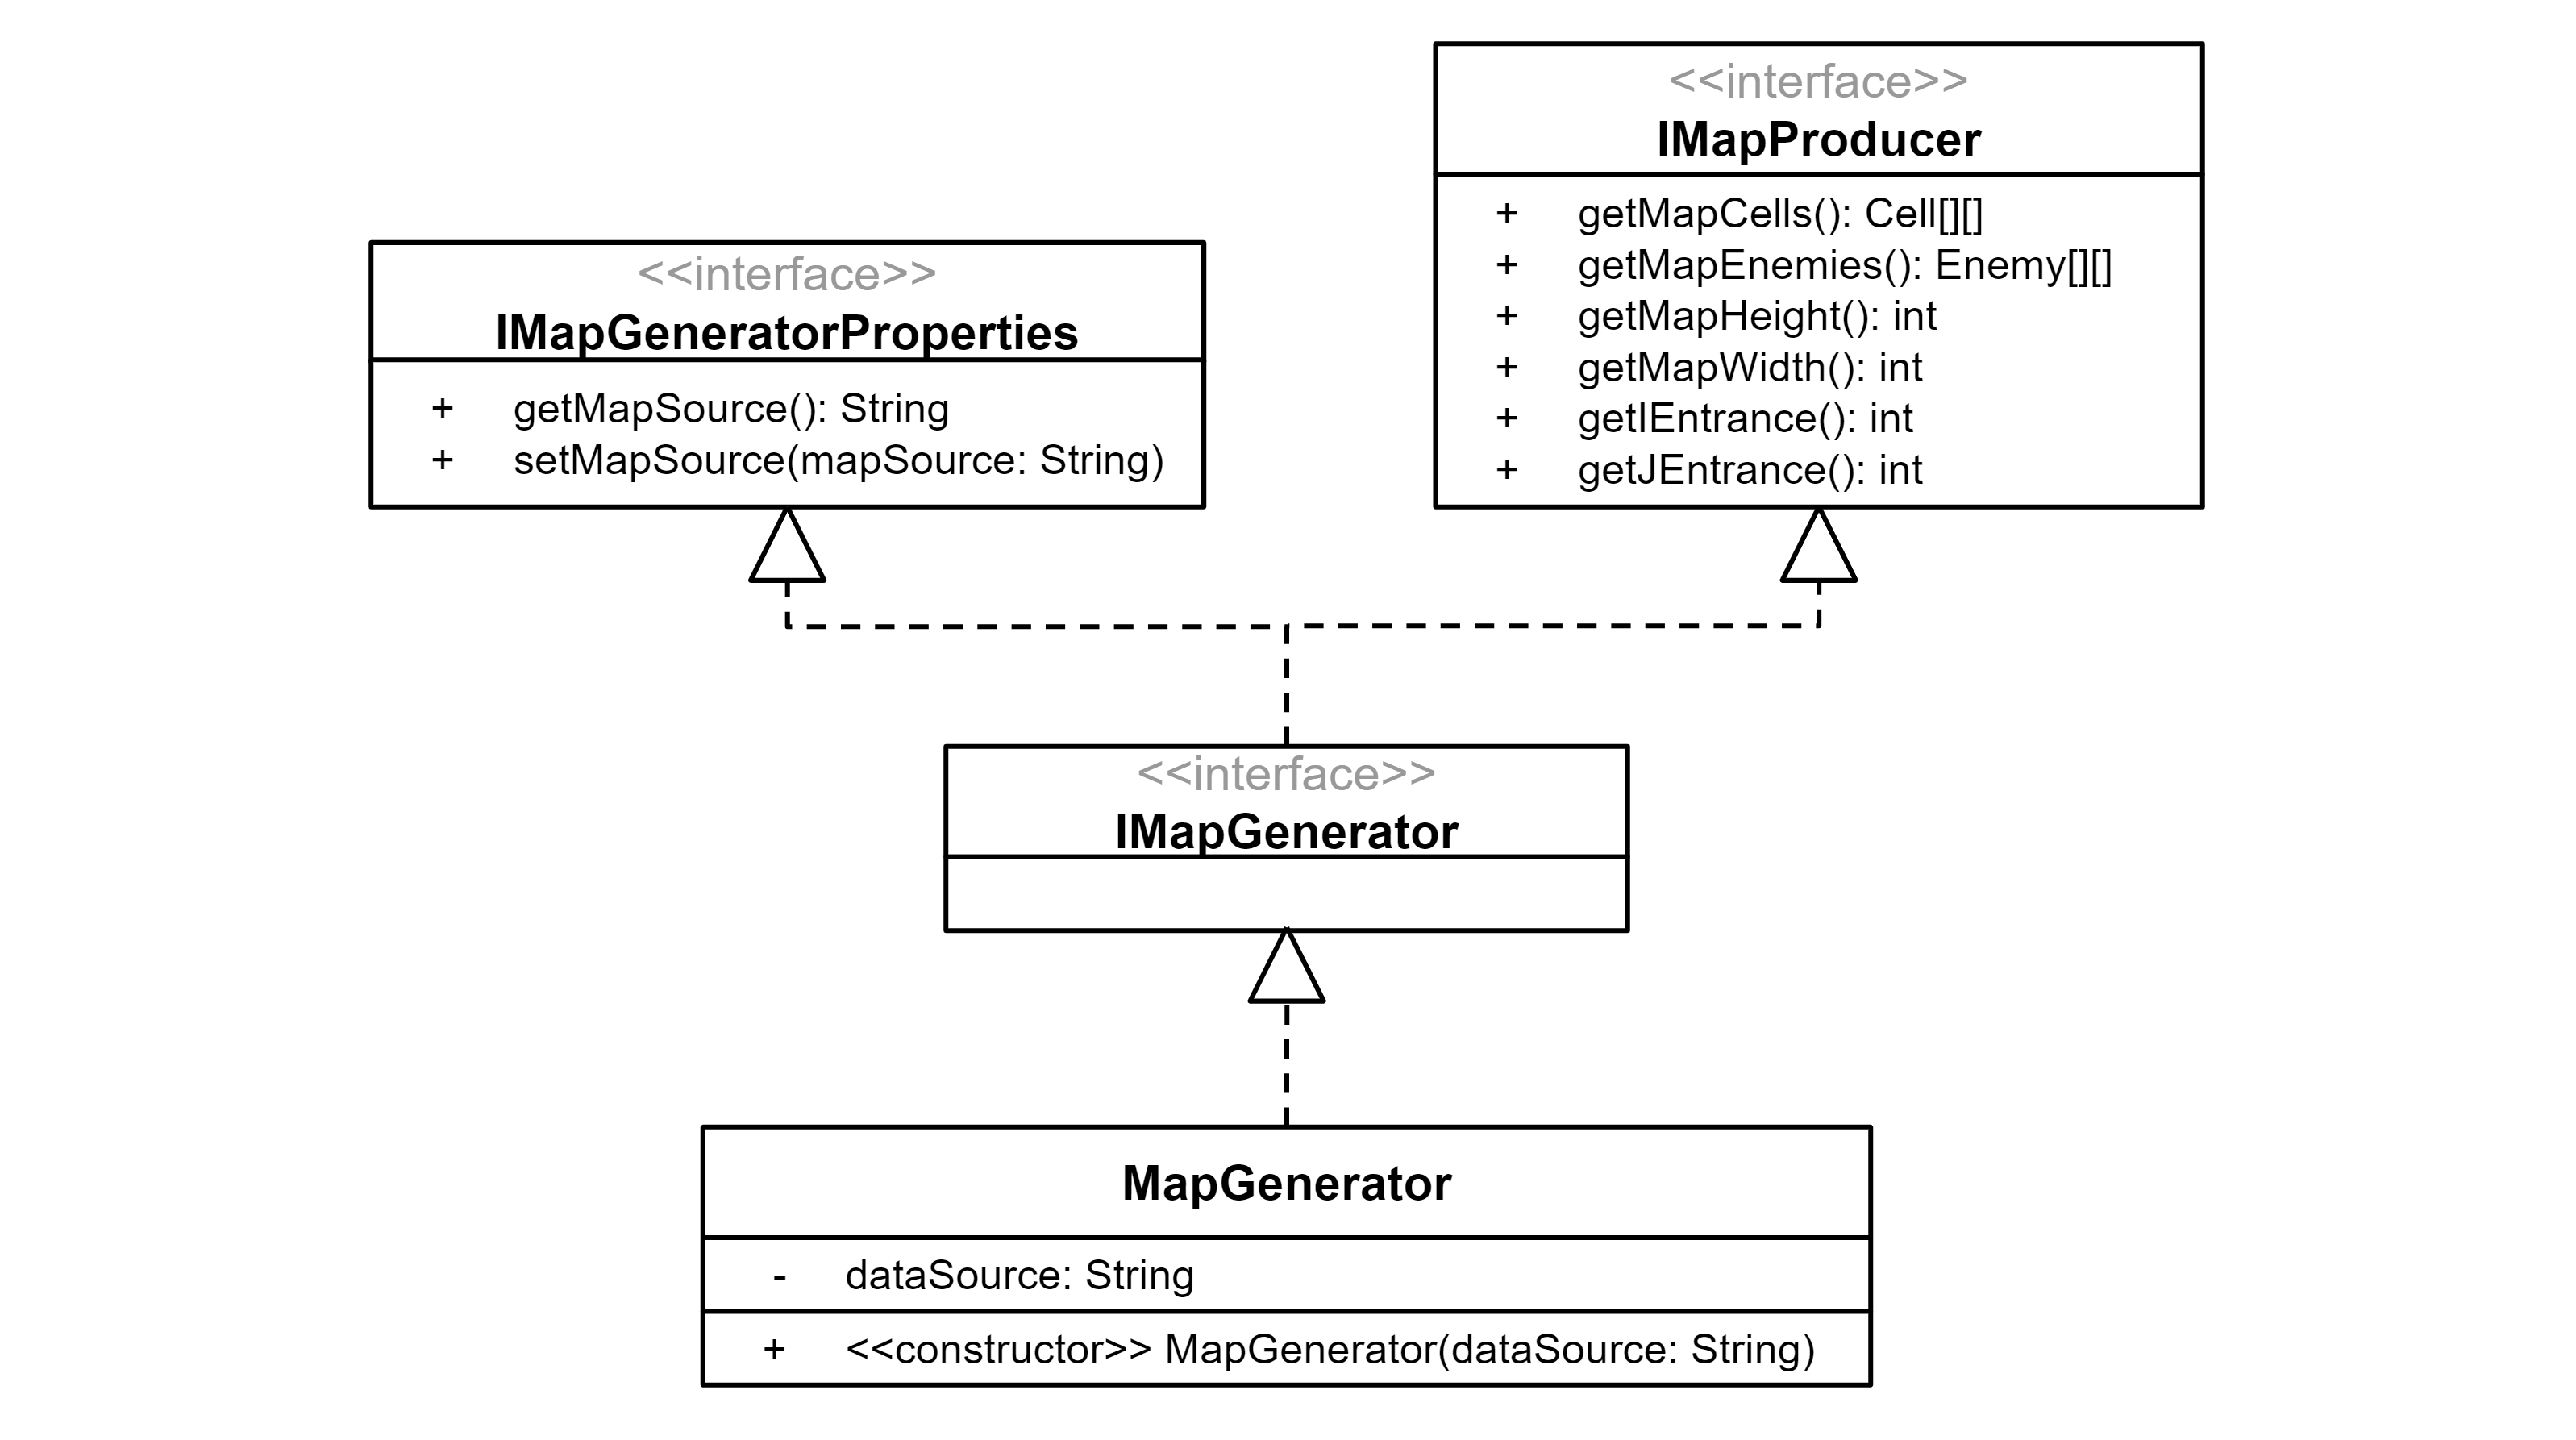 <<interface>>
IMapGeneratorProperties
+ getMapSource(): String
+ setMapSource(mapSource: String)
<<interface>>
IMapProducer
+ getMapCells(): Cell[][]
+ getMapEnemies(): Enemy[][]
+ getMapHeight(): int
+ getMapWidth(): int
+ getIEntrance(): int
+ getJEntrance(): int
<<interface>>
IMapGenerator
MapGenerator
- dataSource: String
+ <<constructor>> MapGenerator(dataSource: String)